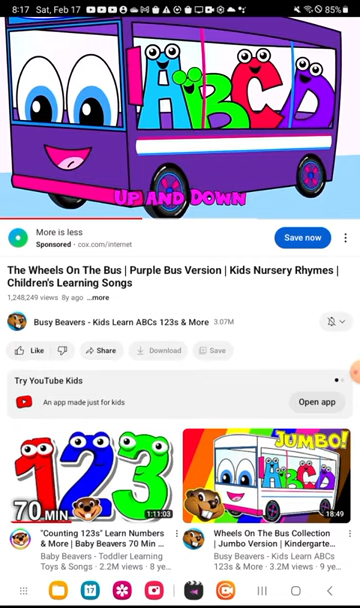 8:17 Sat, Feb 17
85%
A B C D
UP AND DOWN
More is less
Sponsored · cox.com/internet
Save now
The Wheels On The Bus | Purple Bus Version | Kids Nursery Rhymes |
Children's Learning Songs
1,248,249 views 8y ago ...more
Busy Beavers - Kids Learn ABCs 123s & More 3.07M
Like
Share
Download
Save
Try YouTube Kids
An app made just for kids
Open app
123
70 MIN
1:11:03
JUMBO!
ABCD
18:49
"Counting 123s" Learn Numbers
& More | Baby Beavers 70 Min ...
Baby Beavers - Toddler Learning
Toys & Songs · 2.2M views · 8 ye...
Wheels On The Bus Collection
| Jumbo Version | Kindergarte...
Busy Beavers - Kids Learn ABCs
123s & More · 3.2M views · 9 ye...
17